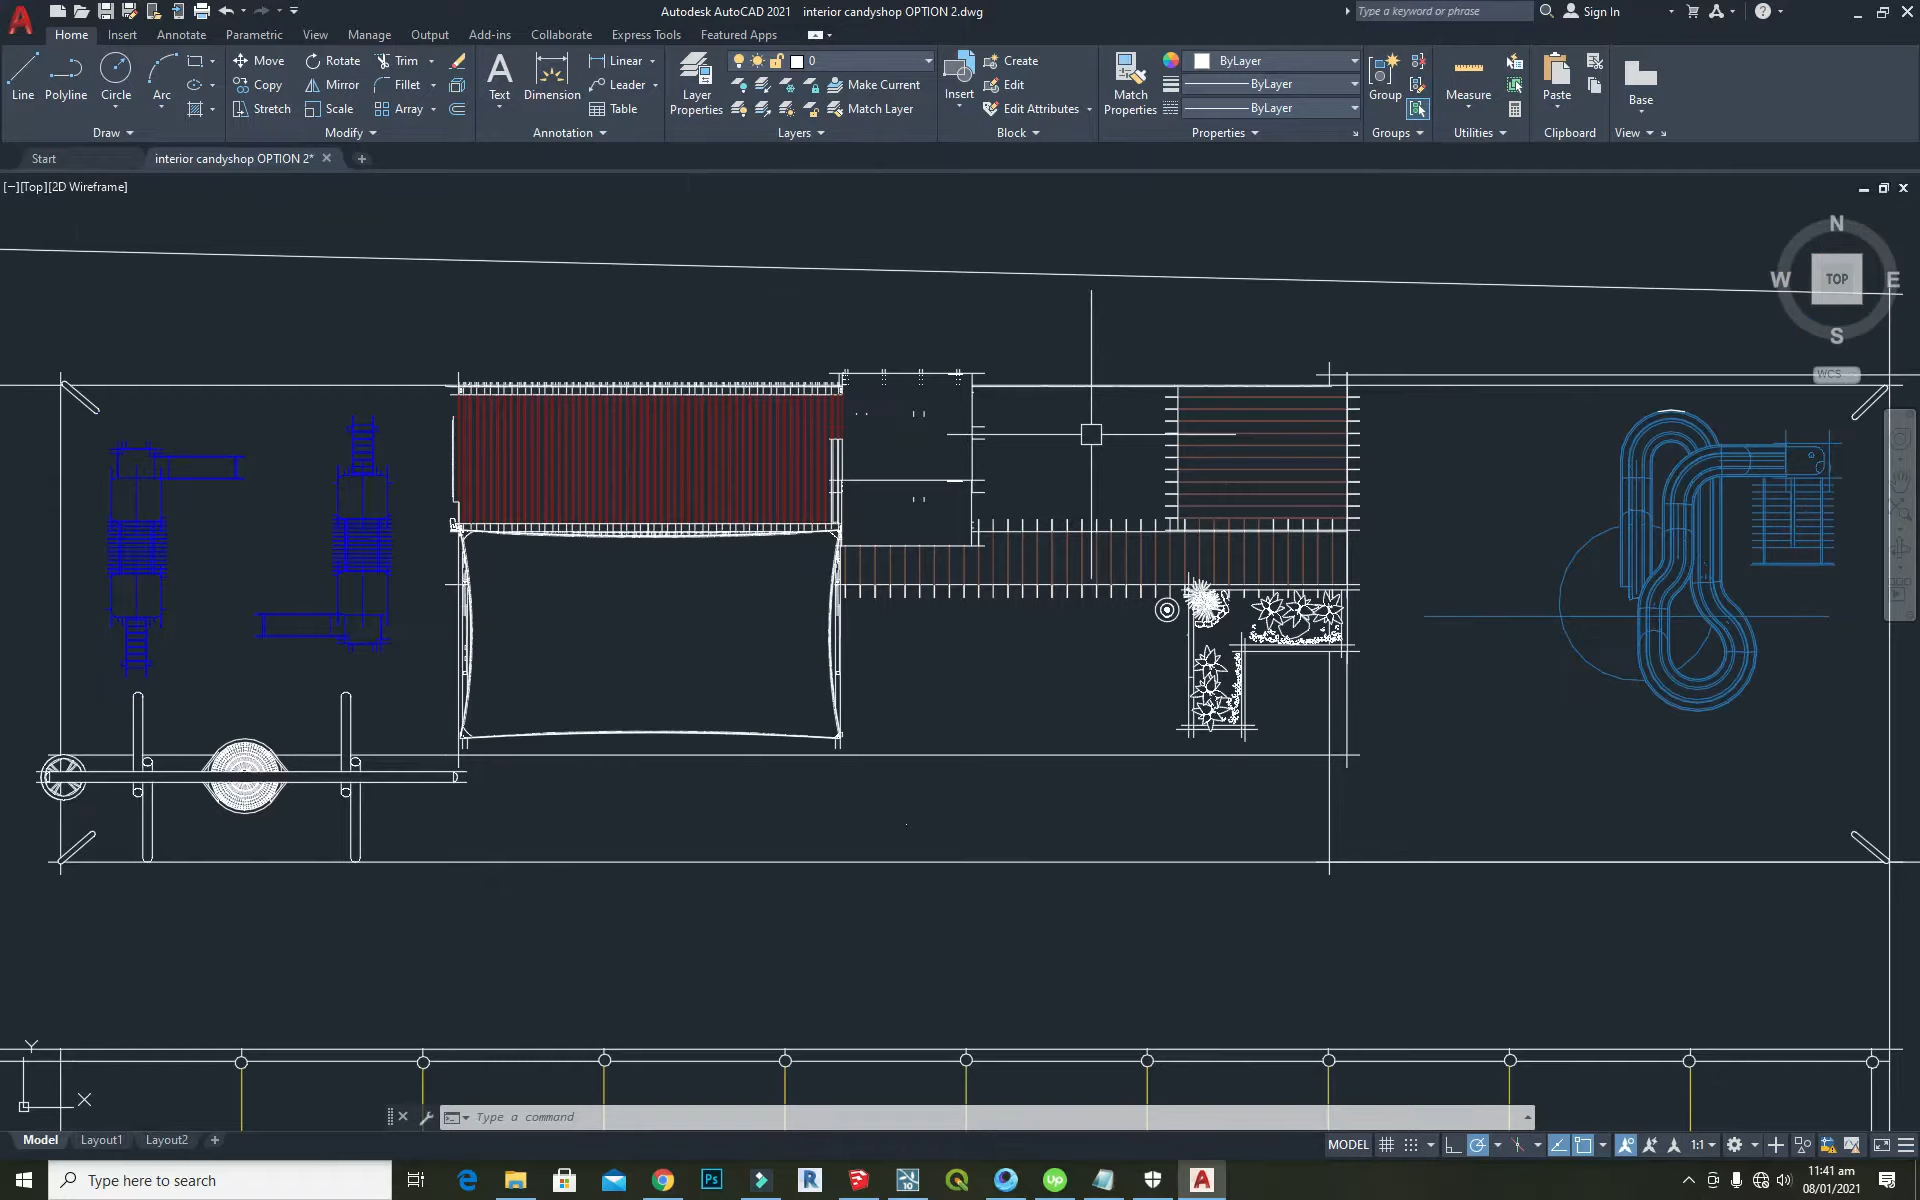 Autodesk AutoCAD 2021 interior candyshop OPTION 2.dwg
Type a keyword or phrase
Sign In
Home Insert Annotate Parametric View Manage Output Add-ins Collaborate Express Tools Featured Apps
Line Polyline Circle Arc
Draw
Move Rotate Trim
Copy Mirror Fillet
Stretch Scale Array
Modify
Text Dimension
Linear
Leader
Table
Annotation
Layer Properties
0
Make Current
Match Layer
Layers
Insert
Create
Edit
Edit Attributes
Block
Match Properties
ByLayer
ByLayer
ByLayer
Properties
Group
Groups
Measure
Utilities
Paste
Clipboard
Base
View
Start
interior candyshop OPTION 2*
[−][Top][2D Wireframe]
N
W TOP E
S
WCS
Y
X
Type a command
Model Layout1 Layout2
MODEL
1:1
Type here to search
Ps
R
10
Up
A
11:41 am
08/01/2021